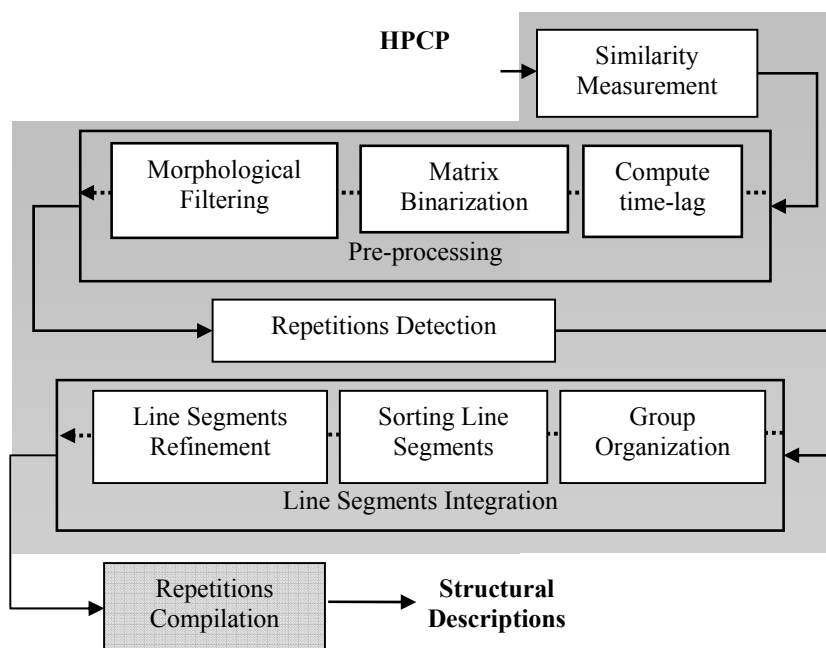 HPCP
Similarity
Measurement
Morphological
Filtering
Matrix
Binarization
Compute
time-lag
Pre-processing
Repetitions Detection
Line Segments
Refinement
Sorting Line
Segments
Group
Organization
Line Segments Integration
Repetitions
Compilation
Structural
Descriptions